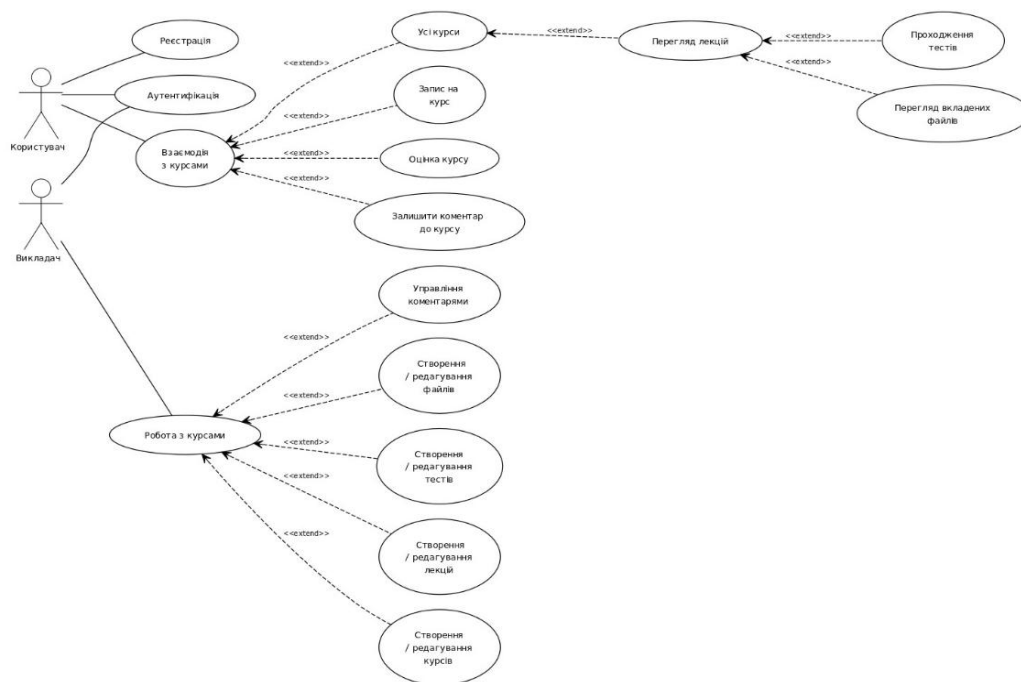 Реєстрація
Аутентифікація
Користувач
Взаємодія
з курсами
Викладач
Усі курси
<<extend>>
Перегляд лекцій
<<extend>>
Проходження
тестів
<<extend>>
Перегляд вкладених
файлів
<<extend>>
Запис на
курс
<<extend>>
Оцінка курсу
<<extend>>
Залишити коментар
до курсу
<<extend>>
Управління
коментарями
<<extend>>
Створення
/ редагування
файлів
<<extend>>
Робота з курсами
Створення
/ редагування
тестів
<<extend>>
Створення
/ редагування
лекцій
<<extend>>
Створення
/ редагування
курсів
<<extend>>